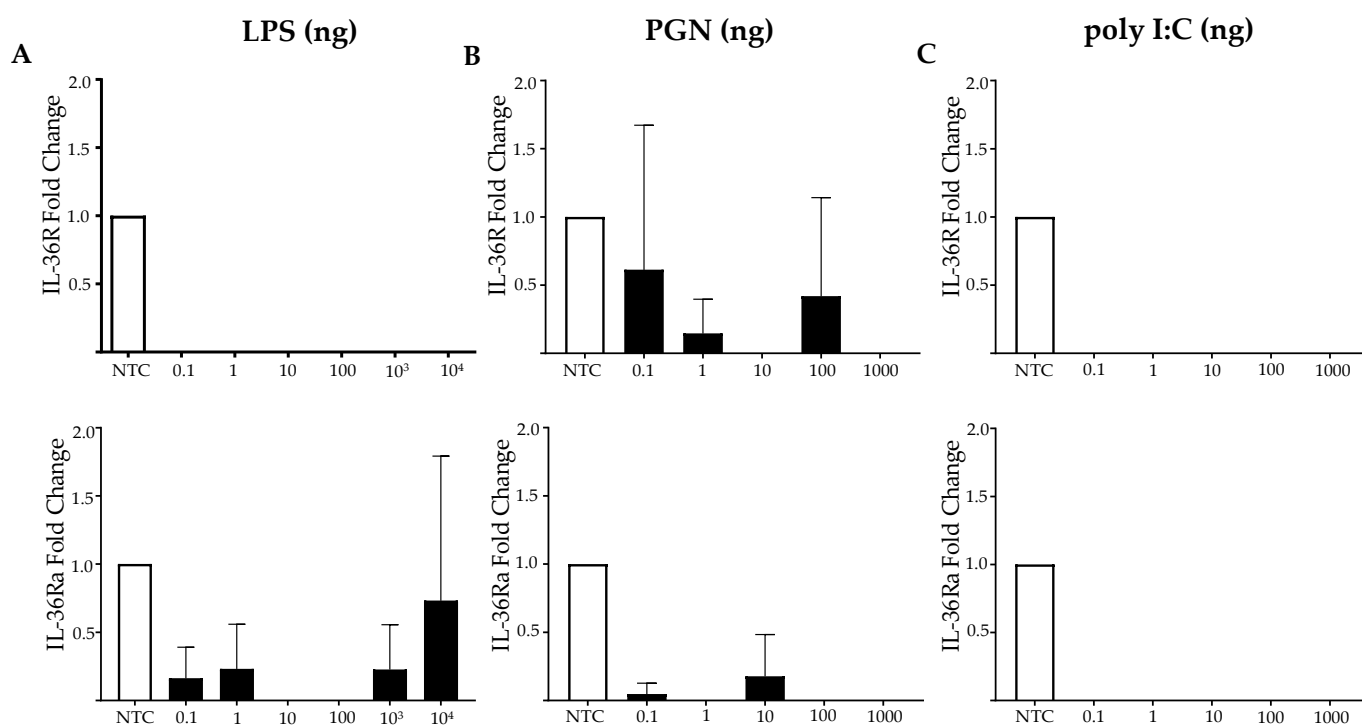 LPS (ng)
PGN (ng)
poly I:C (ng)
A
B
C
IL-36R Fold Change
2.0
1.5
1.0
0.5
NTC 0.1 1 10 100 10³ 10⁴
IL-36R Fold Change
2.0
1.5
1.0
0.5
NTC 0.1 1 10 100 1000
IL-36R Fold Change
2.0
1.5
1.0
0.5
NTC 0.1 1 10 100 1000
IL-36Ra Fold Change
2.0
1.5
1.0
0.5
NTC 0.1 1 10 100 10³ 10⁴
IL-36Ra Fold Change
2.0
1.5
1.0
0.5
NTC 0.1 1 10 100 1000
IL-36Ra Fold Change
2.0
1.5
1.0
0.5
NTC 0.1 1 10 100 1000